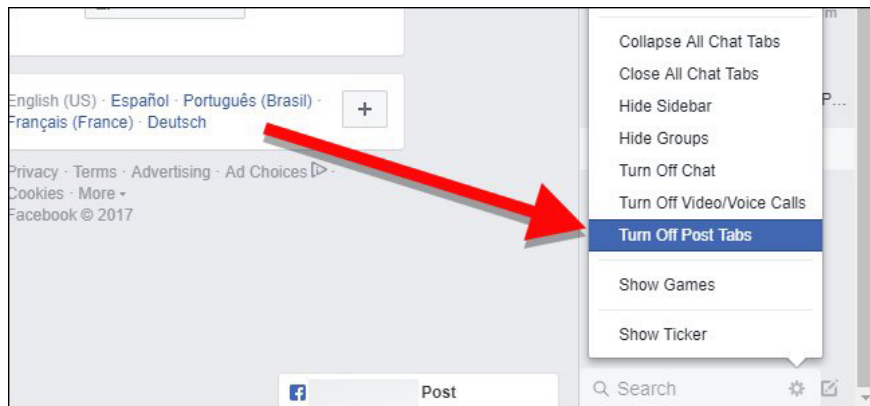 English (US) · Español · Português (Brasil) ·
Français (France) · Deutsch
+
Privacy · Terms · Advertising · Ad Choices ·
Cookies · More
Facebook © 2017
Collapse All Chat Tabs
Close All Chat Tabs
Hide Sidebar
Hide Groups
Turn Off Chat
Turn Off Video/Voice Calls
Turn Off Post Tabs
Show Games
Show Ticker
m
P...
Post
Search